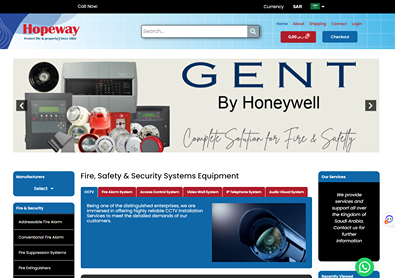 Call Now:
Currency SAR
Hopeway
Protect life & property | Since 1982
Search...
Home About Shipping Contact Login
0,00 ر.س
Checkout
GENT
By Honeywell
Complete Solution for Fire & Saftty
Manufacturers
Select
Fire & Security
Addressable Fire Alarm
Conventional Fire Alarm
Fire Suppression Systems
Fire Extinguishers
Fire, Safety & Security Systems Equipment
CCTV
Fire Alarm System
Access Control System
Video Wall System
IP Telephone System
Audio Visual System
Being one of the distinguished enterprises, we are
immersed in offering highly reliable CCTV Installation
Services to meet the detailed demands of our
customers.
Our Services
We provide
services and
support all over
the Kingdom of
Saudi Arabia.
Contact us for
further
information
Recently Viewed